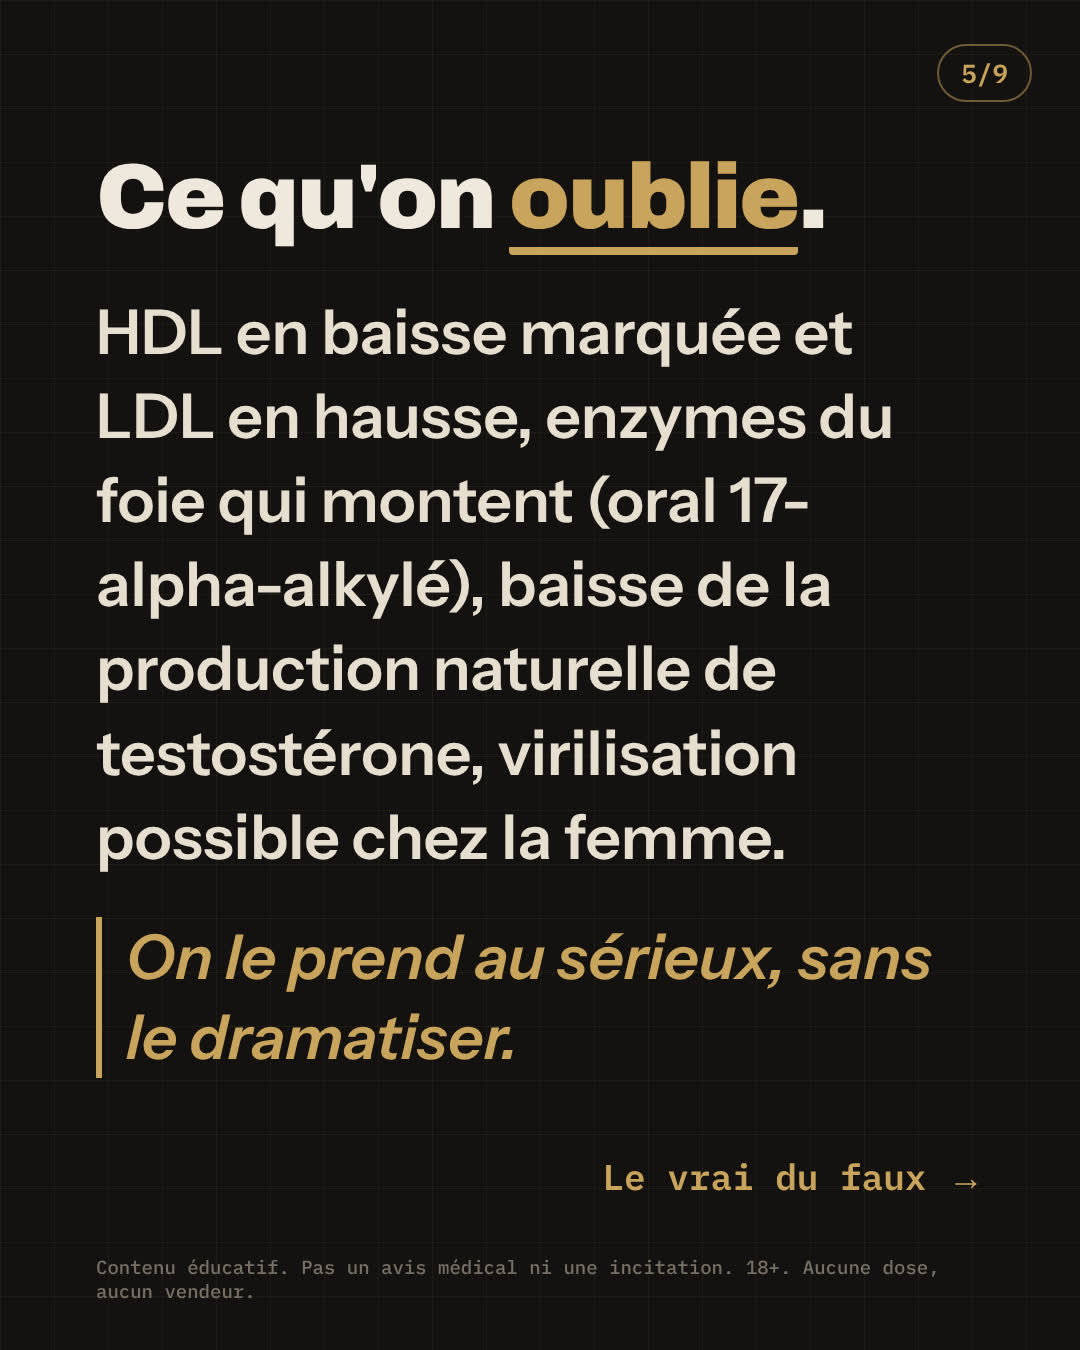 5/9
Ce qu'on oublie.
HDL en baisse marquée et
LDL en hausse, enzymes du
foie qui montent (oral 17-
alpha-alkylé), baisse de la
production naturelle de
testostérone, virilisation
possible chez la femme.
On le prend au sérieux, sans
le dramatiser.
Le vrai du faux →
Contenu éducatif. Pas un avis médical ni une incitation. 18+. Aucune dose,
aucun vendeur.